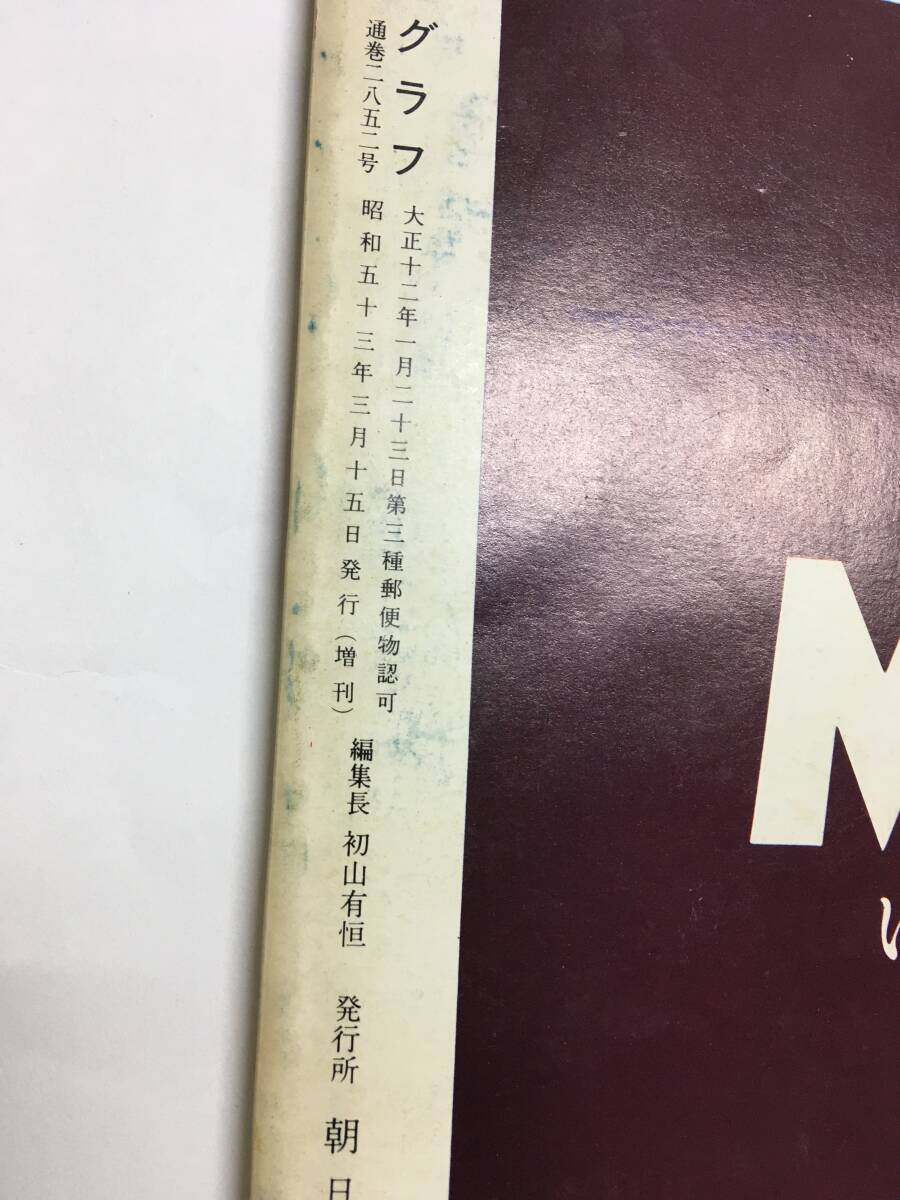 グラフ
大正十二年一月二十三日第三種郵便物認可
通巻二八五二号 昭和五十三年三月十五日発行(増刊) 編集長 初山有恒 発行所 朝日
M
い